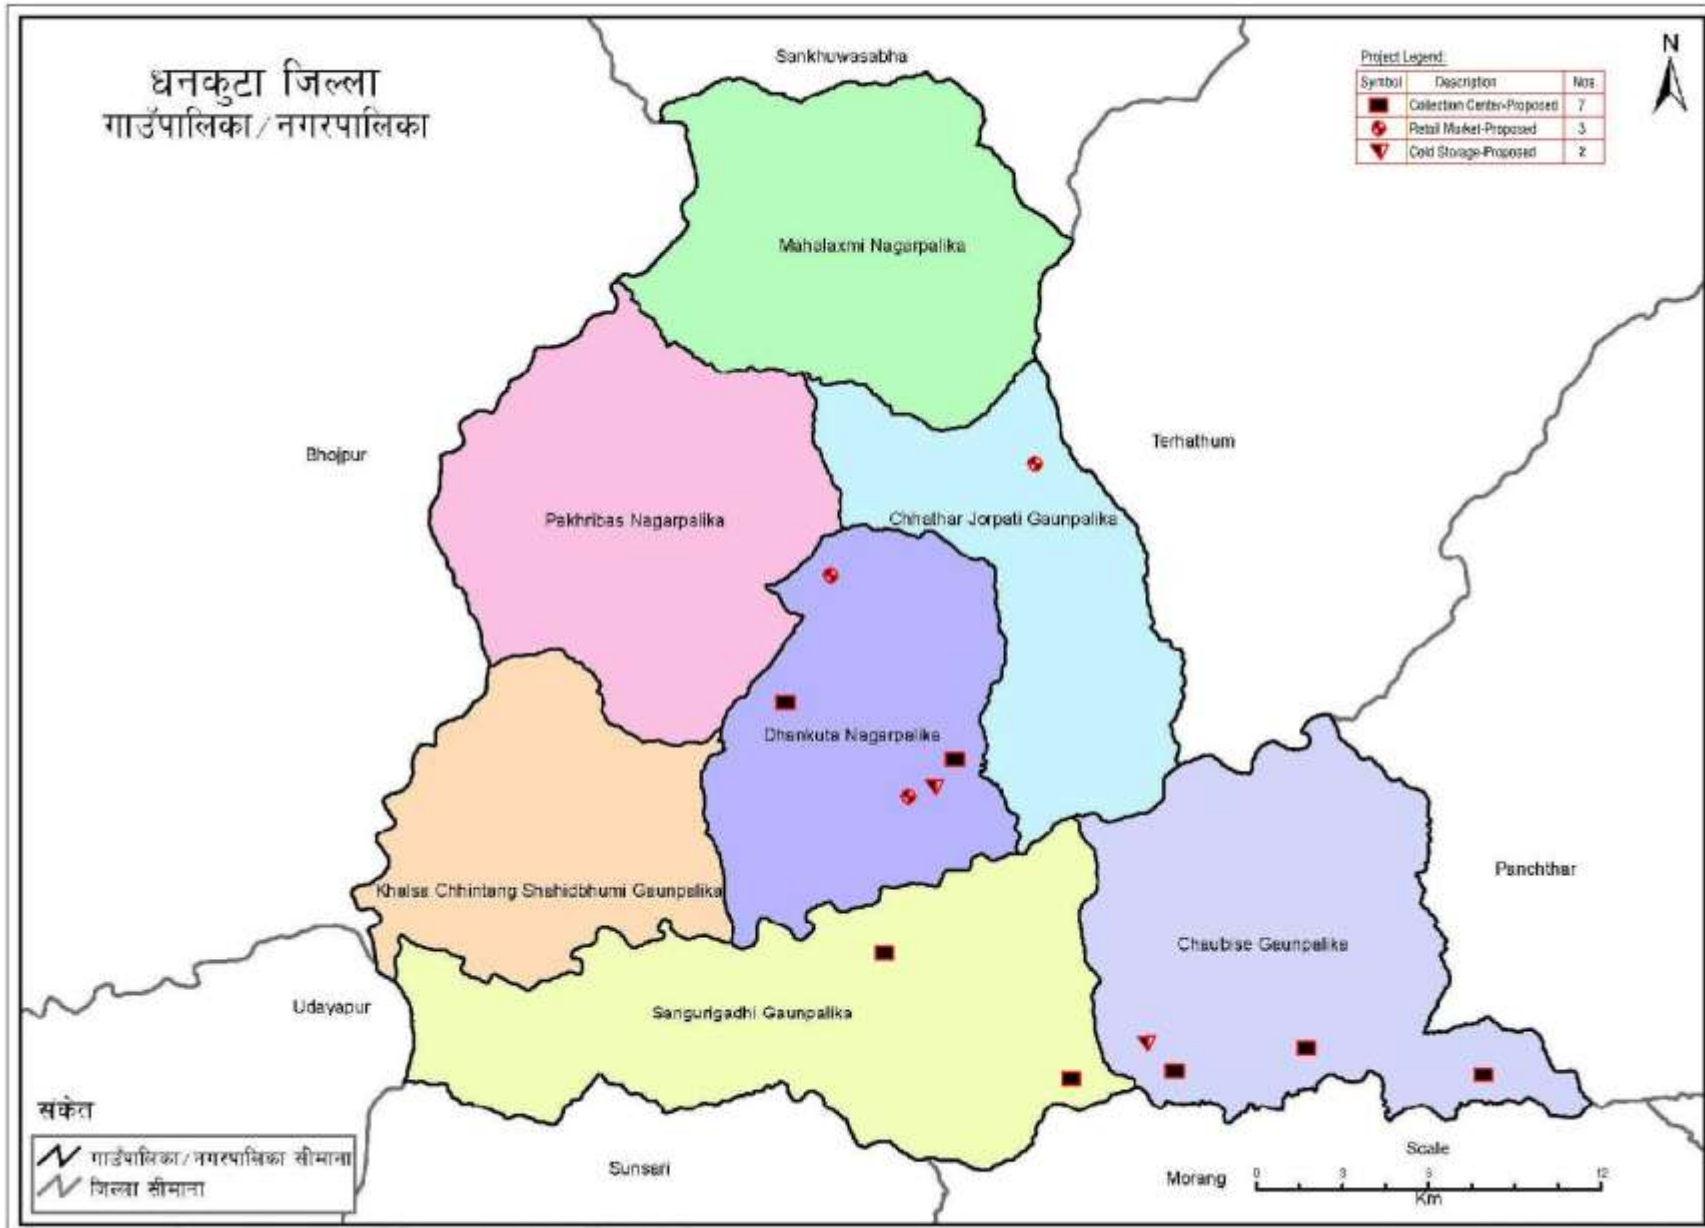 धनकुटा जिल्ला
गाउँपालिका/नगरपालिका
Sankhuwasabha
Project Legend:
Symbol Description Nos
Collection Center-Proposed 7
Retail Market-Proposed 3
Cold Storage-Proposed 2
N
Mahalaxmi Nagarpalika
Bhojpur
Terhathum
Pakhribas Nagarpalika
Chhathar Jorpati Gaunpalika
Dhankuta Nagarpalika
Panchthar
Khalsa Chhintang Shahidbhumi Gaunpalika
Chaubise Gaunpalika
Udayapur
Sangurigadhi Gaunpalika
संकेत
गाउँपालिका/नगरपालिका सीमाना
जिल्ला सीमाना
Sunsari
Morang
Scale
0 3 6 12
Km